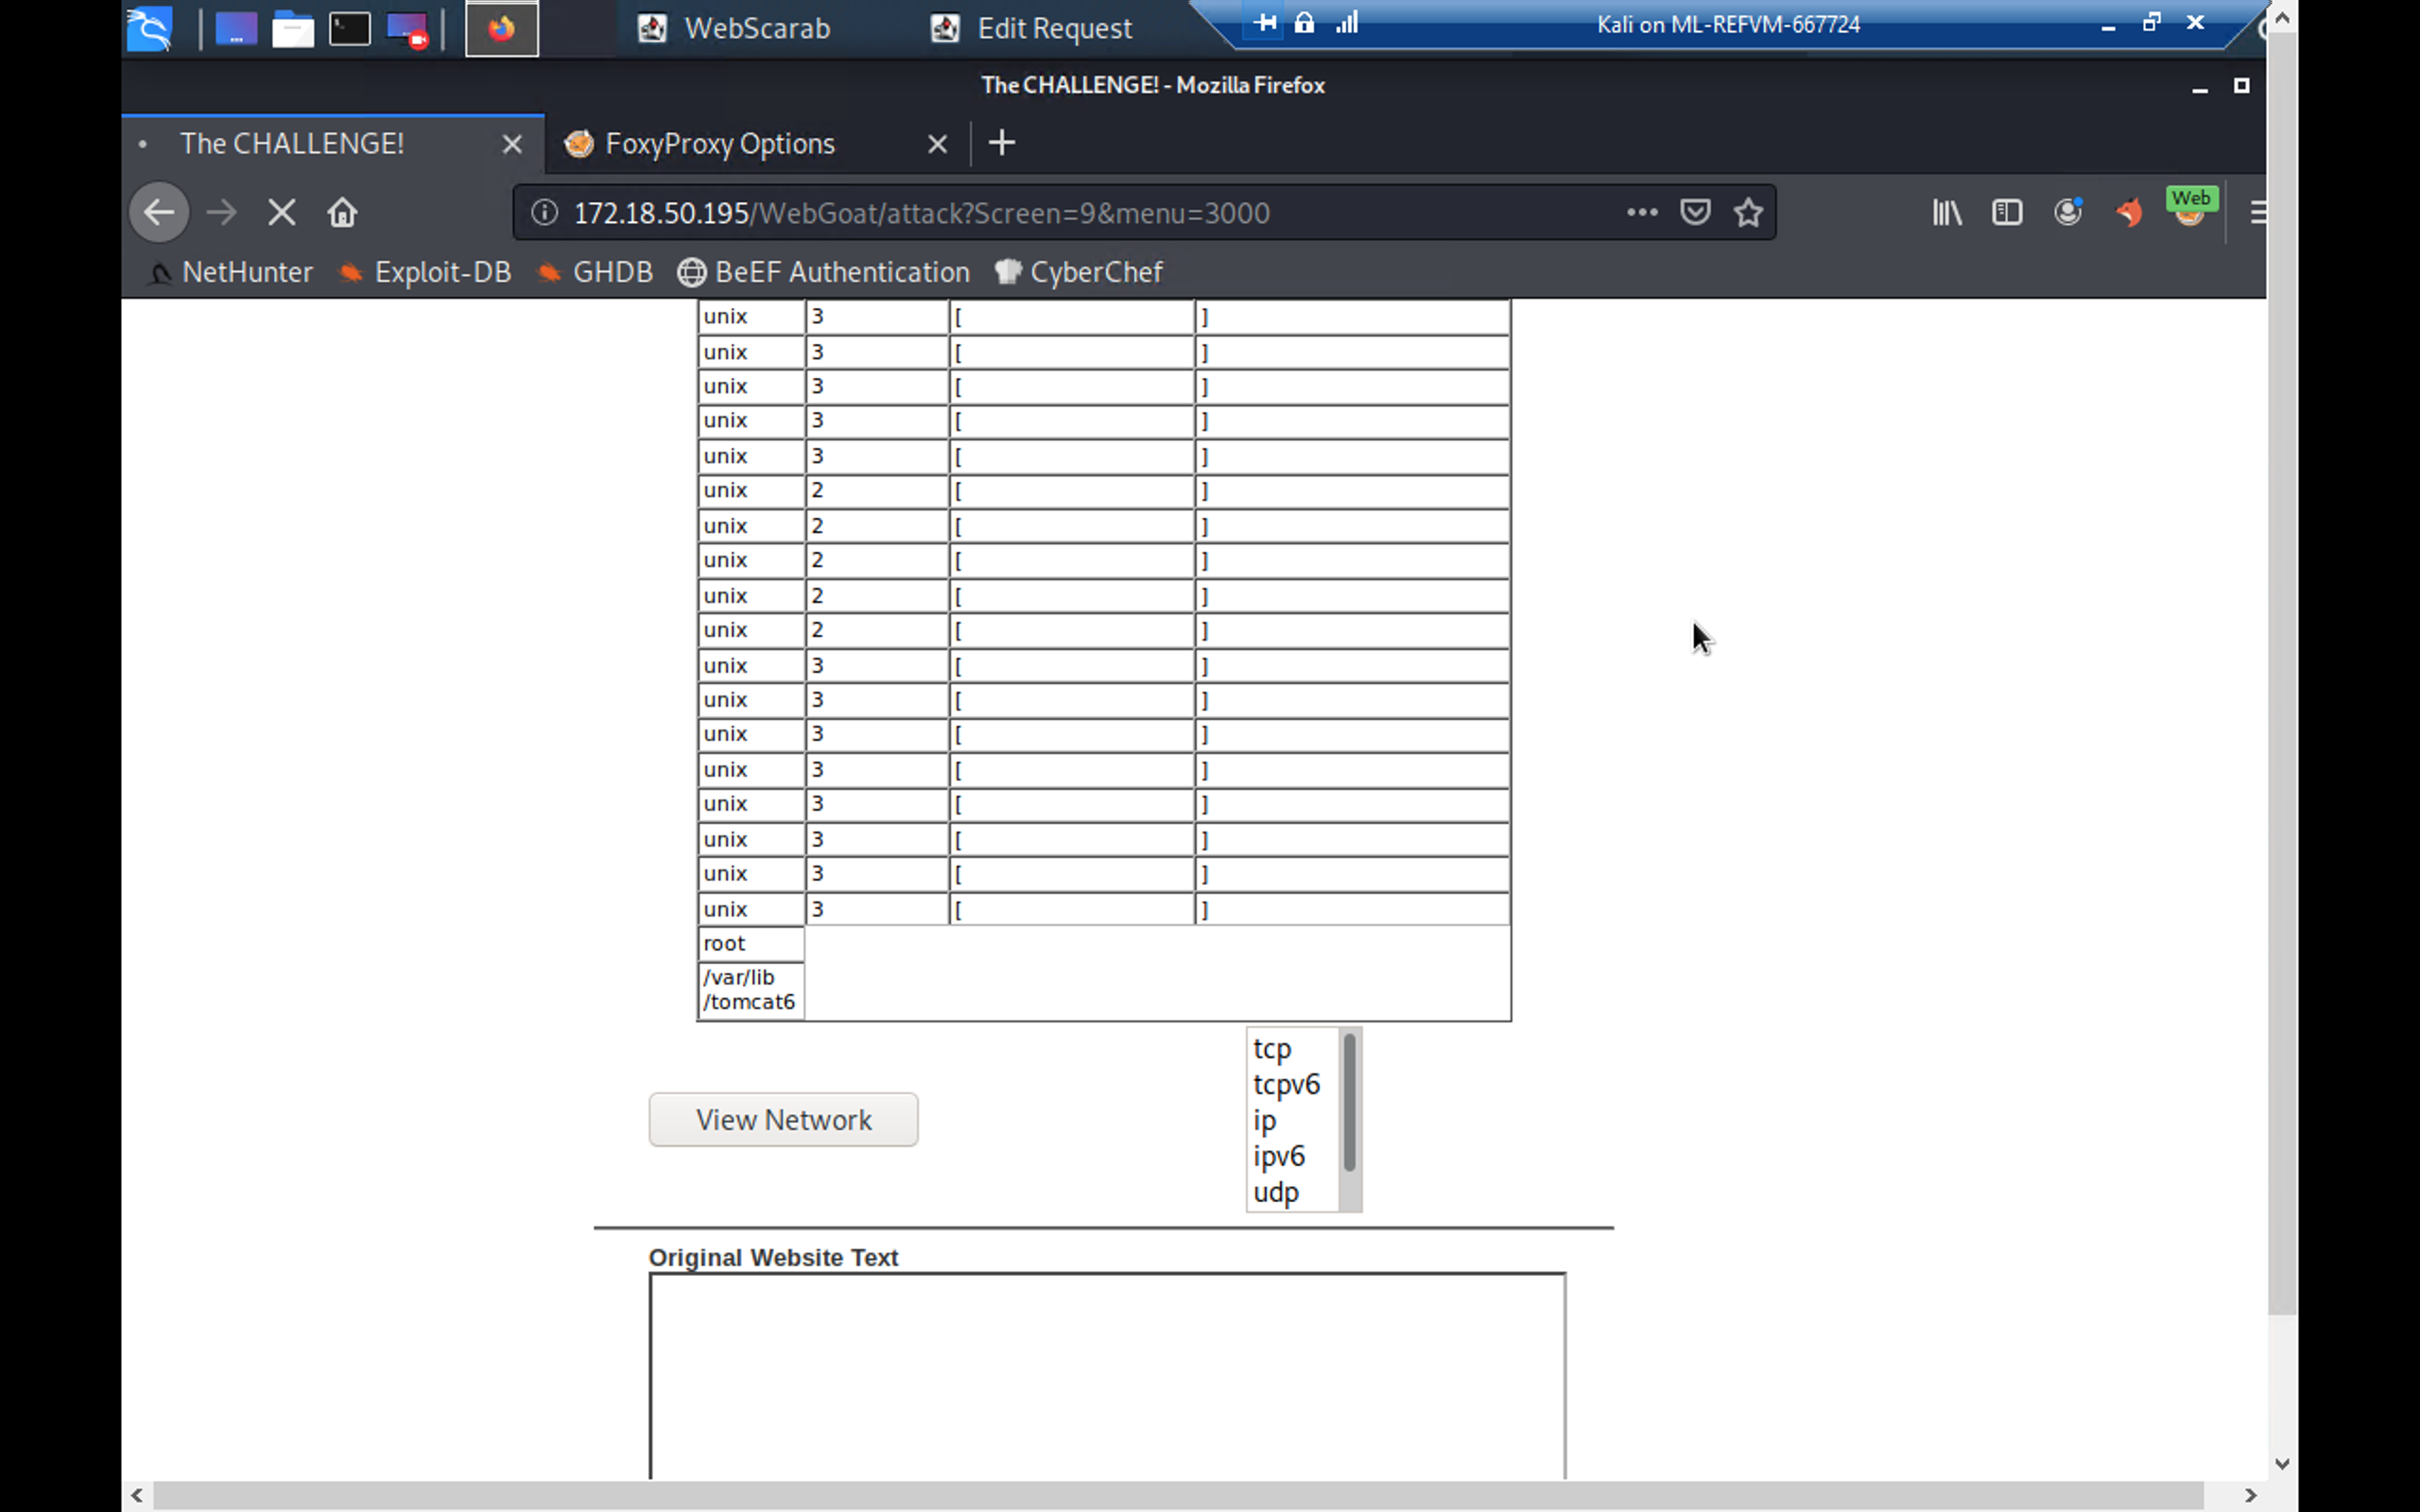 WebScarab Edit Request Kali on ML-REFVM-667724
The CHALLENGE! - Mozilla Firefox
The CHALLENGE! FoxyProxy Options
172.18.50.195/WebGoat/attack?Screen=9&menu=3000 Web
NetHunter Exploit-DB GHDB BeEF Authentication CyberChef
unix 3 [ ]
unix 3 [ ]
unix 3 [ ]
unix 3 [ ]
unix 3 [ ]
unix 2 [ ]
unix 2 [ ]
unix 2 [ ]
unix 2 [ ]
unix 2 [ ]
unix 3 [ ]
unix 3 [ ]
unix 3 [ ]
unix 3 [ ]
unix 3 [ ]
unix 3 [ ]
unix 3 [ ]
unix 3 [ ]
root
/var/lib
/tomcat6
tcp
tcpv6
View Network ip
ipv6
udp
Original Website Text